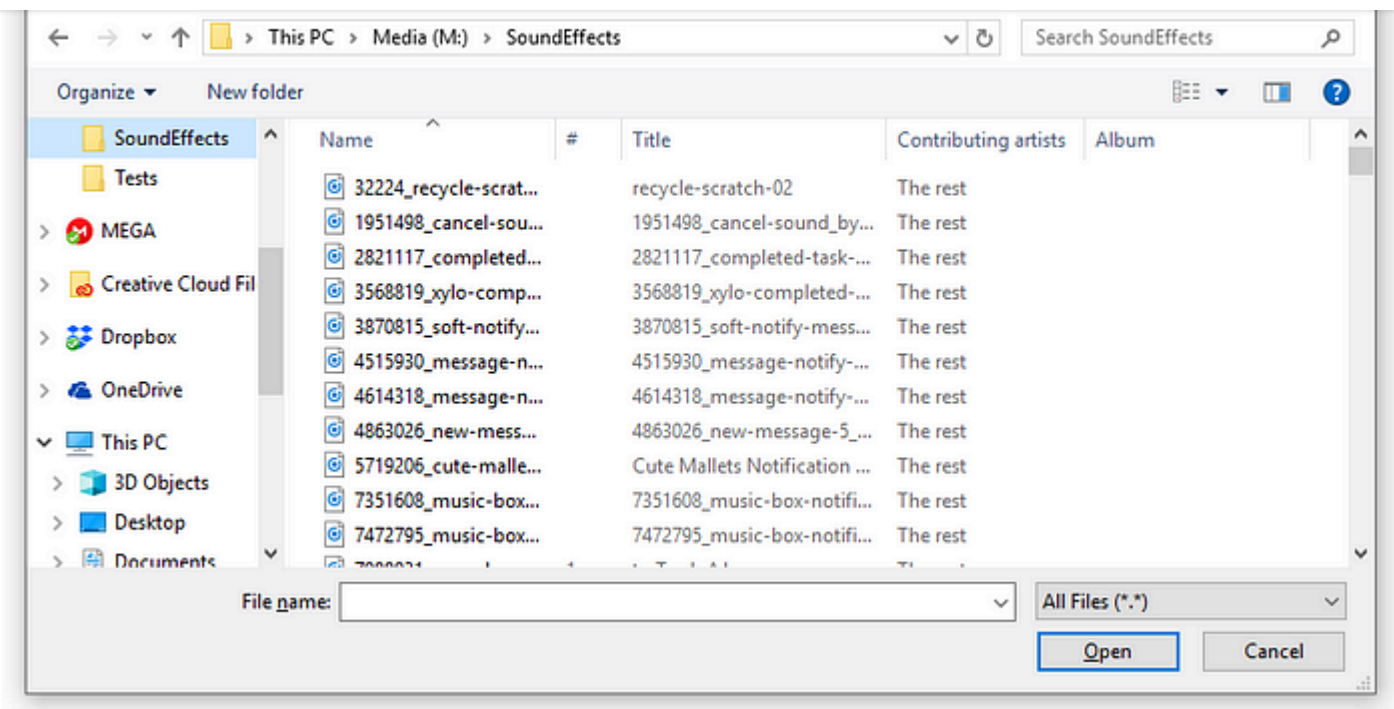 This PC > Media (M:) > SoundEffects Search SoundEffects
Organize New folder
SoundEffects
Tests
MEGA
Creative Cloud Fil
Dropbox
OneDrive
This PC
3D Objects
Desktop
Documents
Name # Title Contributing artists Album
32224_recycle-scrat... recycle-scratch-02 The rest
1951498_cancel-sou... 1951498_cancel-sound_by... The rest
2821117_completed... 2821117_completed-task-... The rest
3568819_xylo-comp... 3568819_xylo-completed-... The rest
3870815_soft-notify... 3870815_soft-notify-mess... The rest
4515930_message-n... 4515930_message-notify-... The rest
4614318_message-n... 4614318_message-notify-... The rest
4863026_new-mess... 4863026_new-message-5_... The rest
5719206_cute-malle... Cute Mallets Notification ... The rest
7351608_music-box... 7351608_music-box-notifi... The rest
7472795_music-box... 7472795_music-box-notifi... The rest
File name: All Files (*.*)
Open Cancel